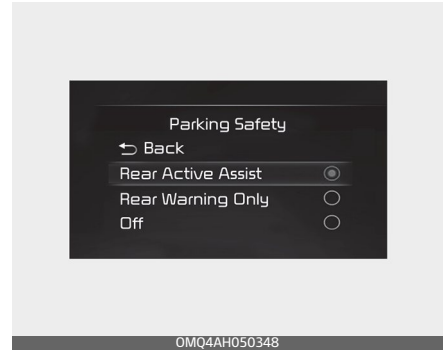 Parking Safety
Back
Rear Active Assist
Rear Warning Only
Off
OMQ4AH050348